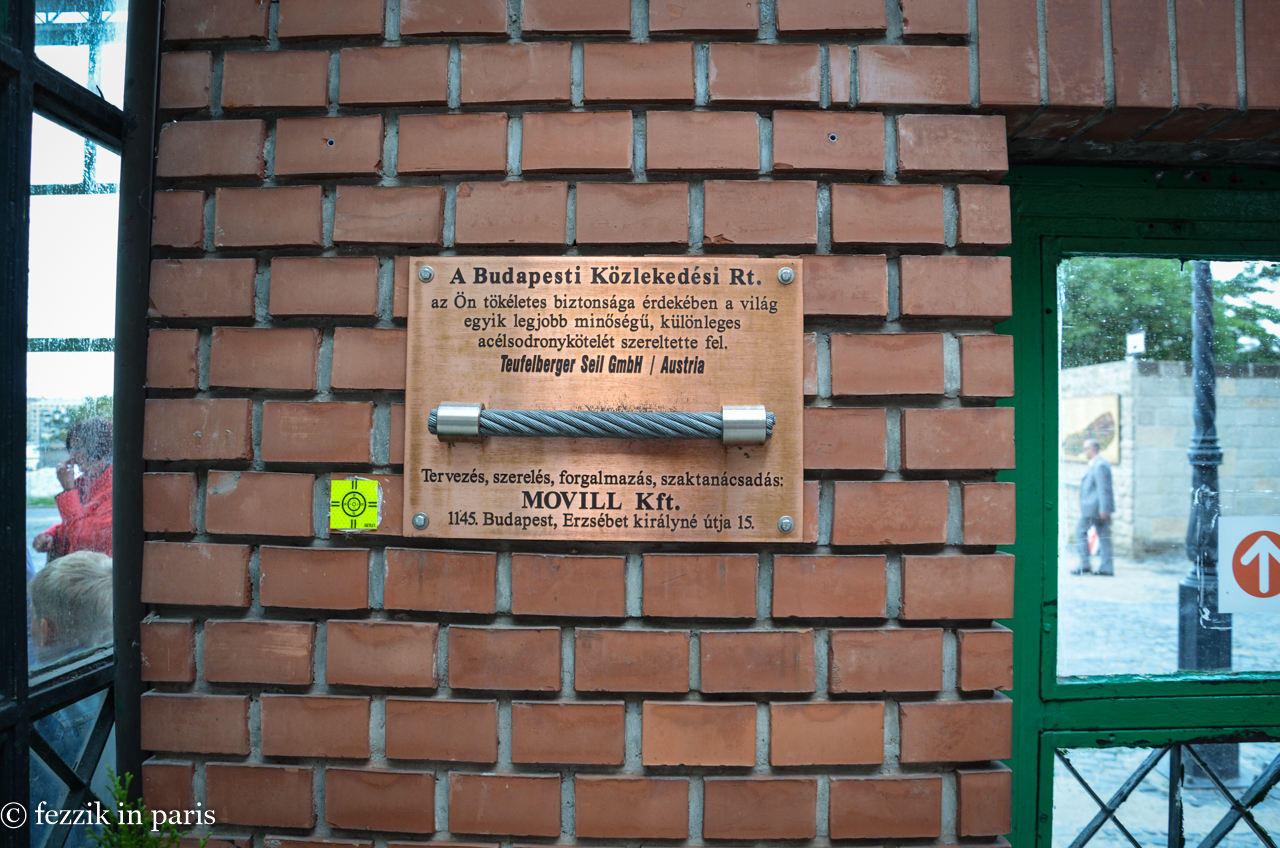 A Budapesti Közlekedési Rt.
az Ön tökéletes biztonsága érdekében a világ
egyik legjobb minőségű, különleges
acélsodronykötelét szereltette fel.
Teufelberger Seil GmbH / Austria
Tervezés, szerelés, forgalmazás, szaktanácsadás:
MOVILL Kft.
1145. Budapest, Erzsébet királyné útja 15.
© fezzik in paris